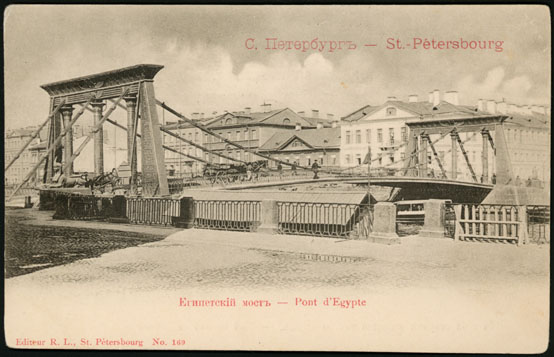 С. Петербургъ — St.-Pétersbourg
Египетскій мостъ — Pont d'Egypte
Editeur R. L., St. Pétersbourg No. 169